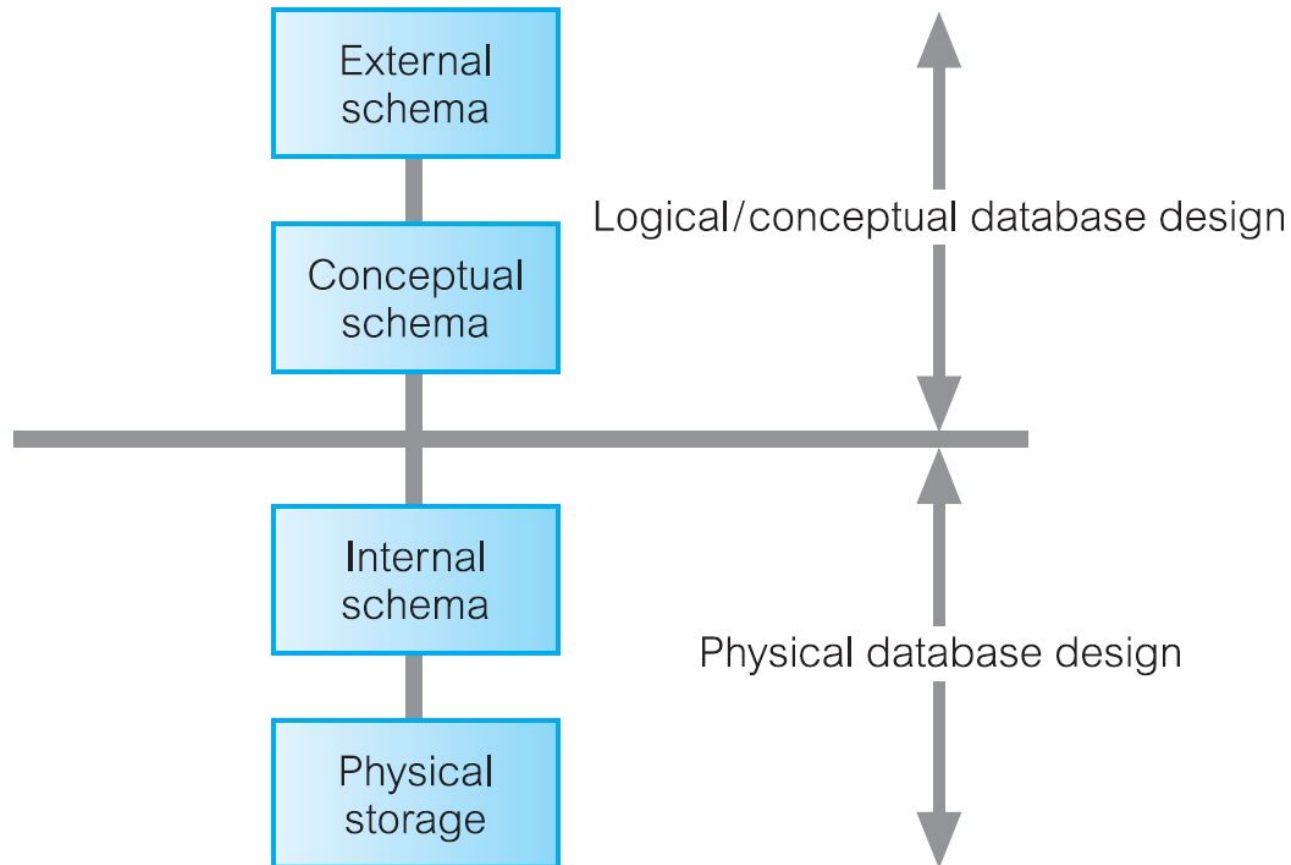 External
schema
Logical/conceptual database design
Conceptual
schema
Internal
schema
Physical database design
Physical
storage